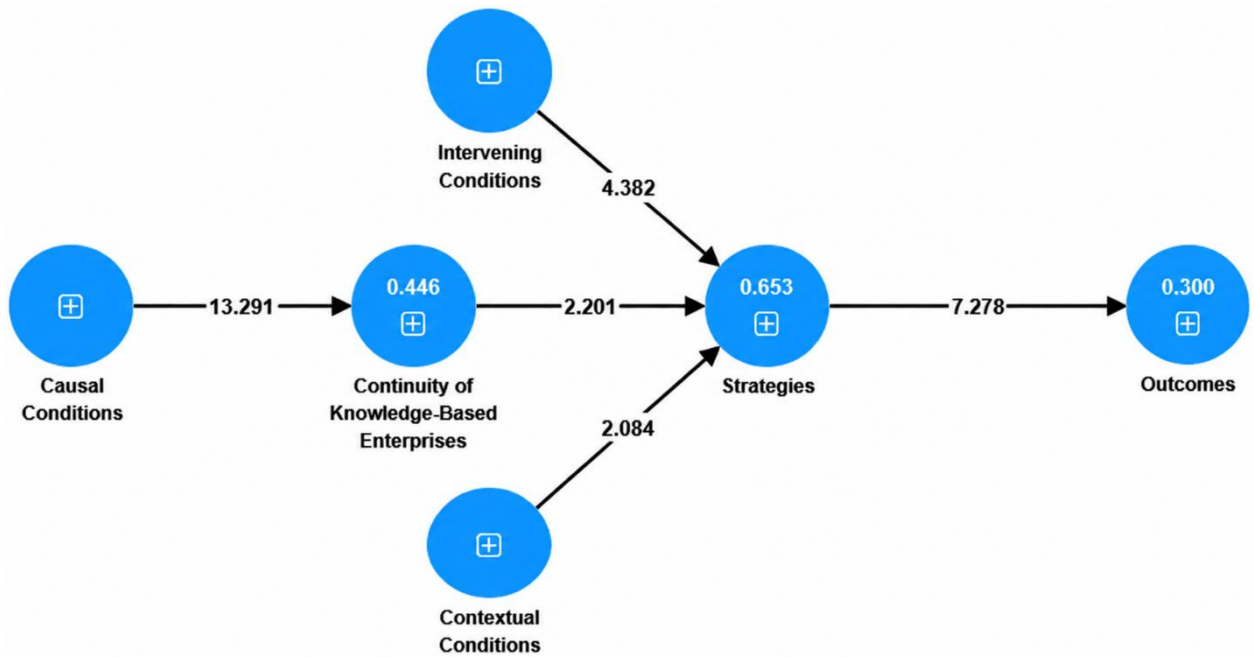 Intervening
Conditions
4.382
0.446
0.653
0.300
13.291
2.201
7.278
Causal
Conditions
Continuity of
Knowledge-Based
Enterprises
Strategies
Outcomes
2.084
Contextual
Conditions